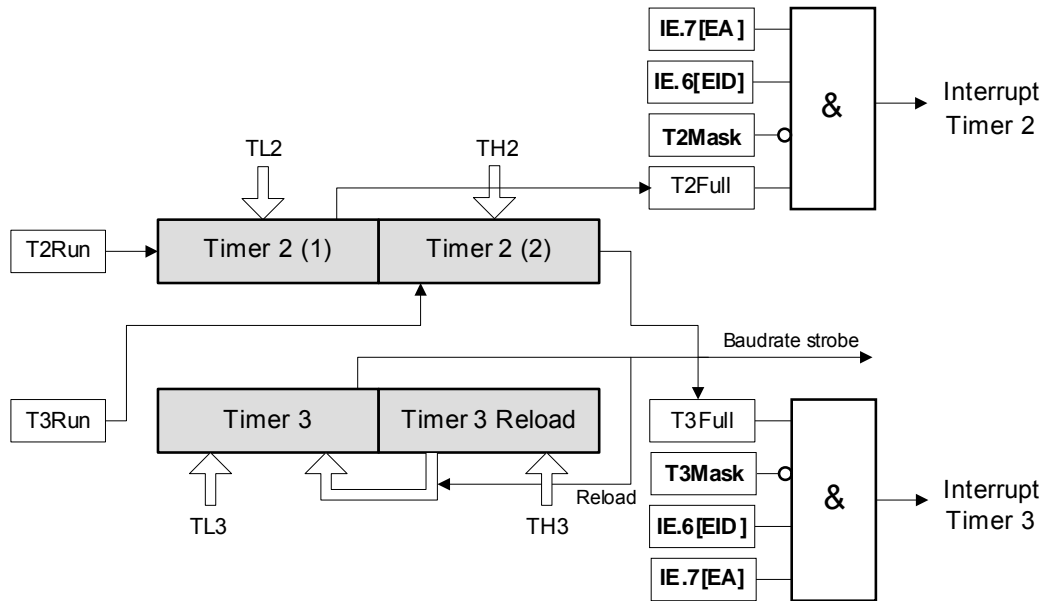 IE.7[EA]
IE.6[EID]
&
Interrupt
Timer 2
T2Mask
TL2
TH2
T2Full
T2Run
Timer 2 (1)
Timer 2 (2)
Baudrate strobe
T3Run
Timer 3
Timer 3 Reload
T3Full
T3Mask
&
Interrupt
Timer 3
Reload
TL3
TH3
IE.6[EID]
IE.7[EA]